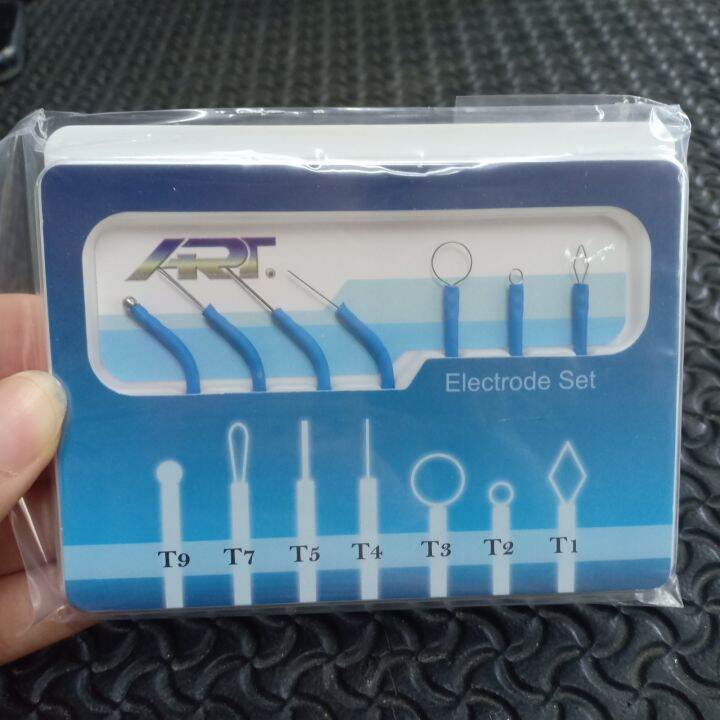 ART®
Electrode Set
T9 T7 T5 T4 T3 T2 T1